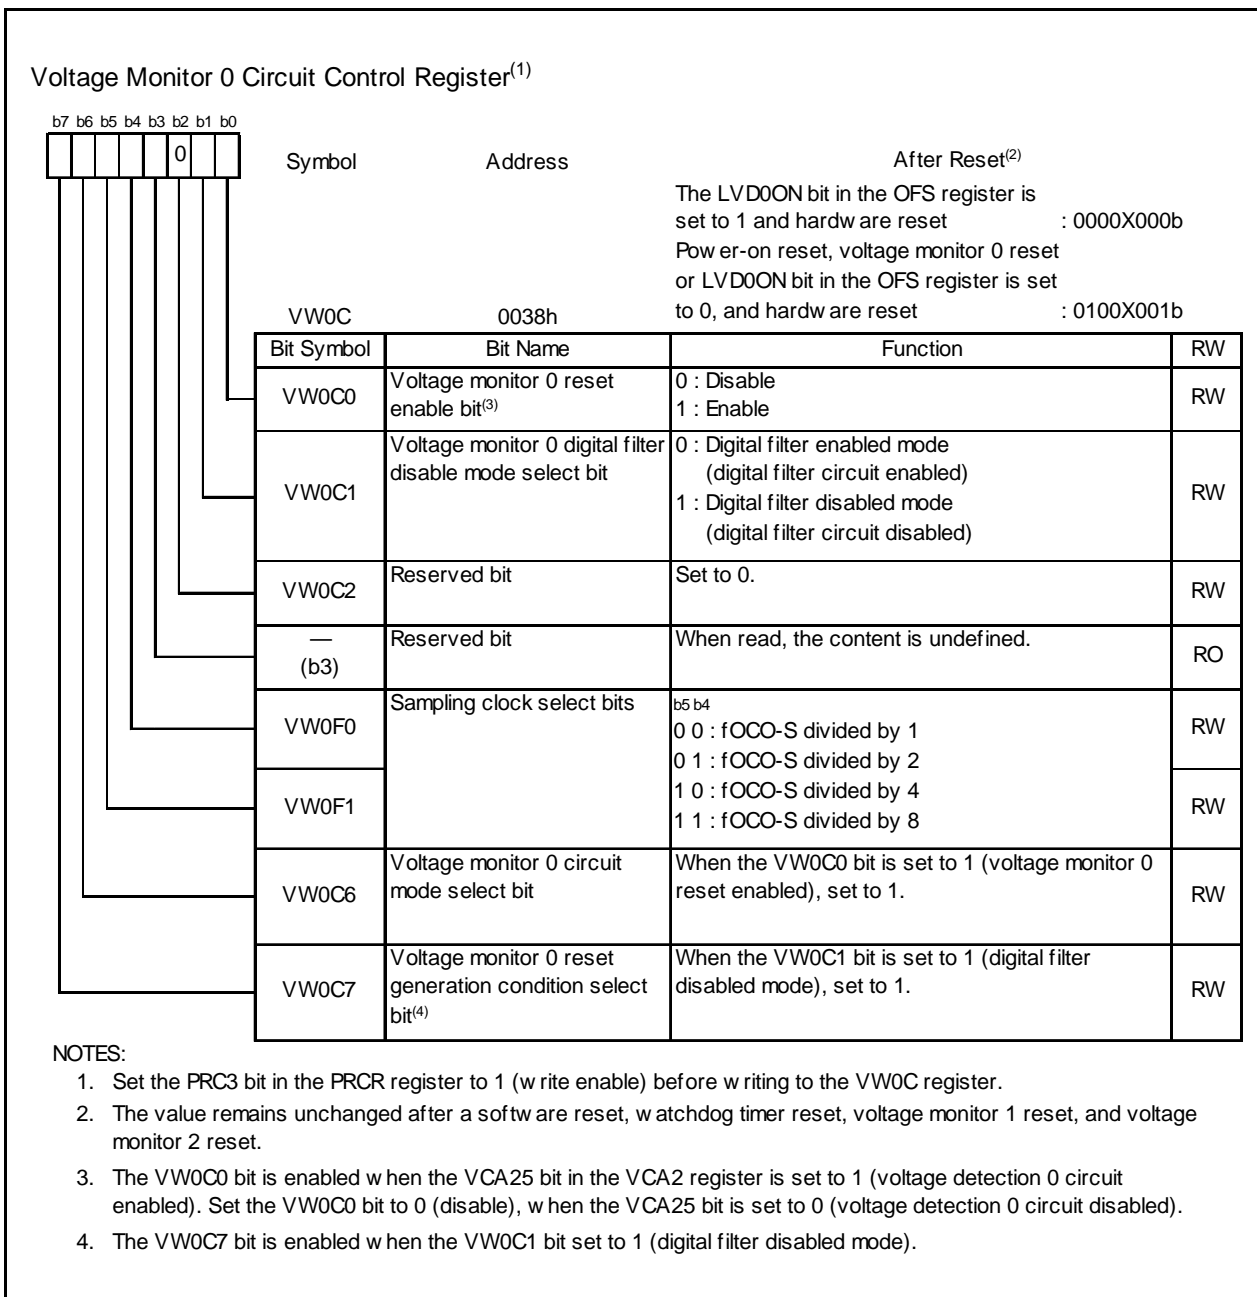 Voltage Monitor 0 Circuit Control Register(1)
b7 b6 b5 b4 b3 b2 b1 b0
0
Symbol Address After Reset(2)
The LVD0ON bit in the OFS register is
set to 1 and hardware reset : 0000X000b
Power-on reset, voltage monitor 0 reset
or LVD0ON bit in the OFS register is set
VW0C 0038h to 0, and hardware reset : 0100X001b
Bit Symbol Bit Name Function RW
VW0C0 Voltage monitor 0 reset
enable bit(3)
0 : Disable
1 : Enable
RW
VW0C1 Voltage monitor 0 digital filter
disable mode select bit
0 : Digital filter enabled mode
(digital filter circuit enabled)
1 : Digital filter disabled mode
(digital filter circuit disabled)
RW
VW0C2 Reserved bit Set to 0. RW
—
(b3)
Reserved bit When read, the content is undefined. RO
VW0F0 Sampling clock select bits
b5 b4
0 0 : fOCO-S divided by 1
0 1 : fOCO-S divided by 2
1 0 : fOCO-S divided by 4
1 1 : fOCO-S divided by 8
RW
VW0F1 RW
VW0C6 Voltage monitor 0 circuit
mode select bit
When the VW0C0 bit is set to 1 (voltage monitor 0
reset enabled), set to 1.
RW
VW0C7 Voltage monitor 0 reset
generation condition select
bit(4)
When the VW0C1 bit is set to 1 (digital filter
disabled mode), set to 1.
RW
NOTES:
1. Set the PRC3 bit in the PRCR register to 1 (write enable) before writing to the VW0C register.
2. The value remains unchanged after a software reset, watchdog timer reset, voltage monitor 1 reset, and voltage
monitor 2 reset.
3. The VW0C0 bit is enabled when the VCA25 bit in the VCA2 register is set to 1 (voltage detection 0 circuit
enabled). Set the VW0C0 bit to 0 (disable), when the VCA25 bit is set to 0 (voltage detection 0 circuit disabled).
4. The VW0C7 bit is enabled when the VW0C1 bit set to 1 (digital filter disabled mode).